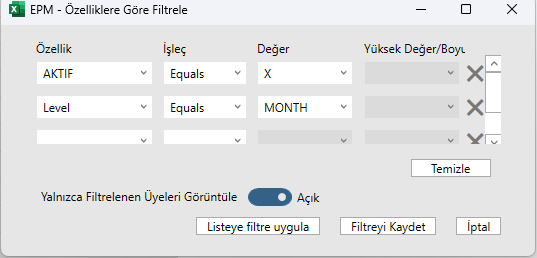 EPM - Özelliklere Göre Filtrele
Özellik İşleç Değer Yüksek Değer/Boyu
AKTIF Equals X
Level Equals MONTH
Temizle
Yalnızca Filtrelenen Üyeleri Görüntüle Açık
Listeye filtre uygula Filtreyi Kaydet İptal